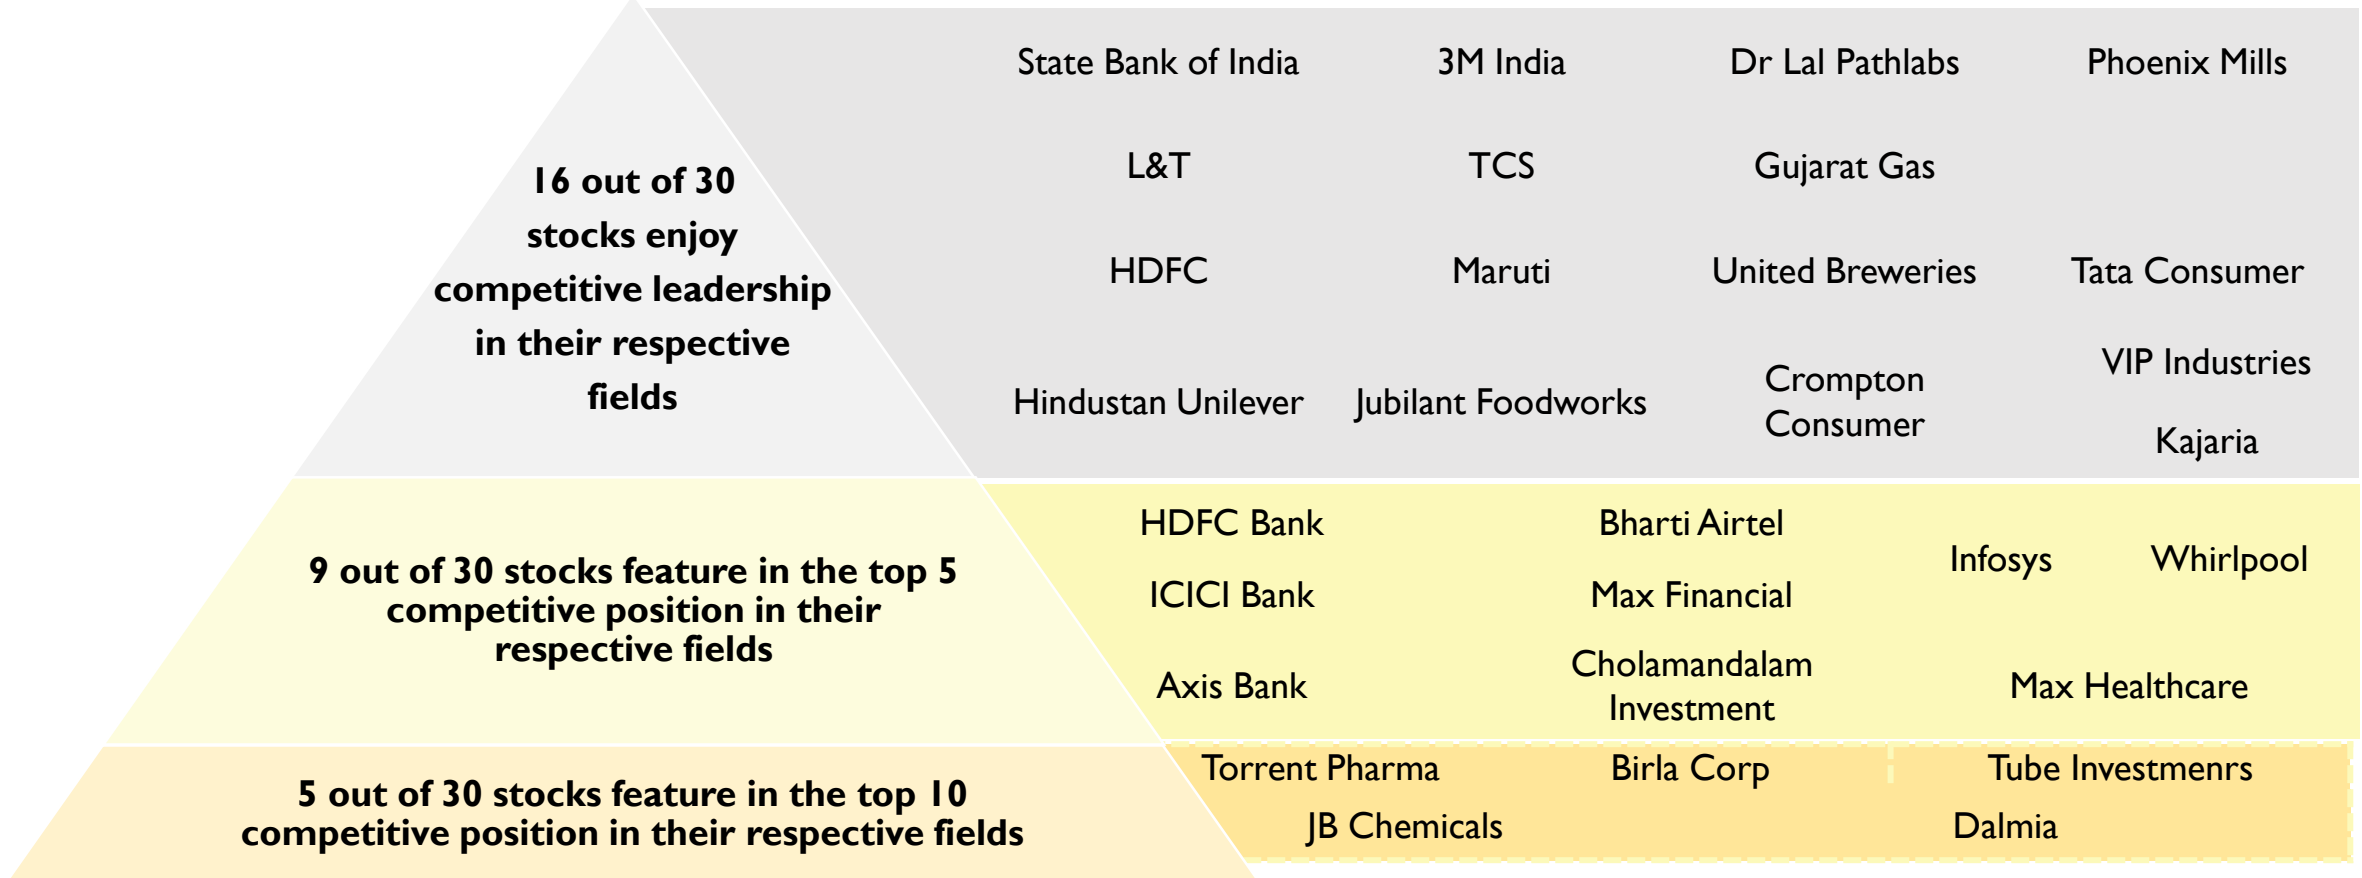 16 out of 30
stocks enjoy
competitive leadership
in their respective
fields
State Bank of India
3M India
Dr Lal Pathlabs
Phoenix Mills
L&T
TCS
Gujarat Gas
HDFC
Maruti
United Breweries
Tata Consumer
Hindustan Unilever
Jubilant Foodworks
Crompton
Consumer
VIP Industries
Kajaria
9 out of 30 stocks feature in the top 5
competitive position in their
respective fields
HDFC Bank
Bharti Airtel
Infosys
Whirlpool
ICICI Bank
Max Financial
Axis Bank
Cholamandalam
Investment
Max Healthcare
5 out of 30 stocks feature in the top 10
competitive position in their respective fields
Torrent Pharma
Birla Corp
Tube Investmenrs
JB Chemicals
Dalmia